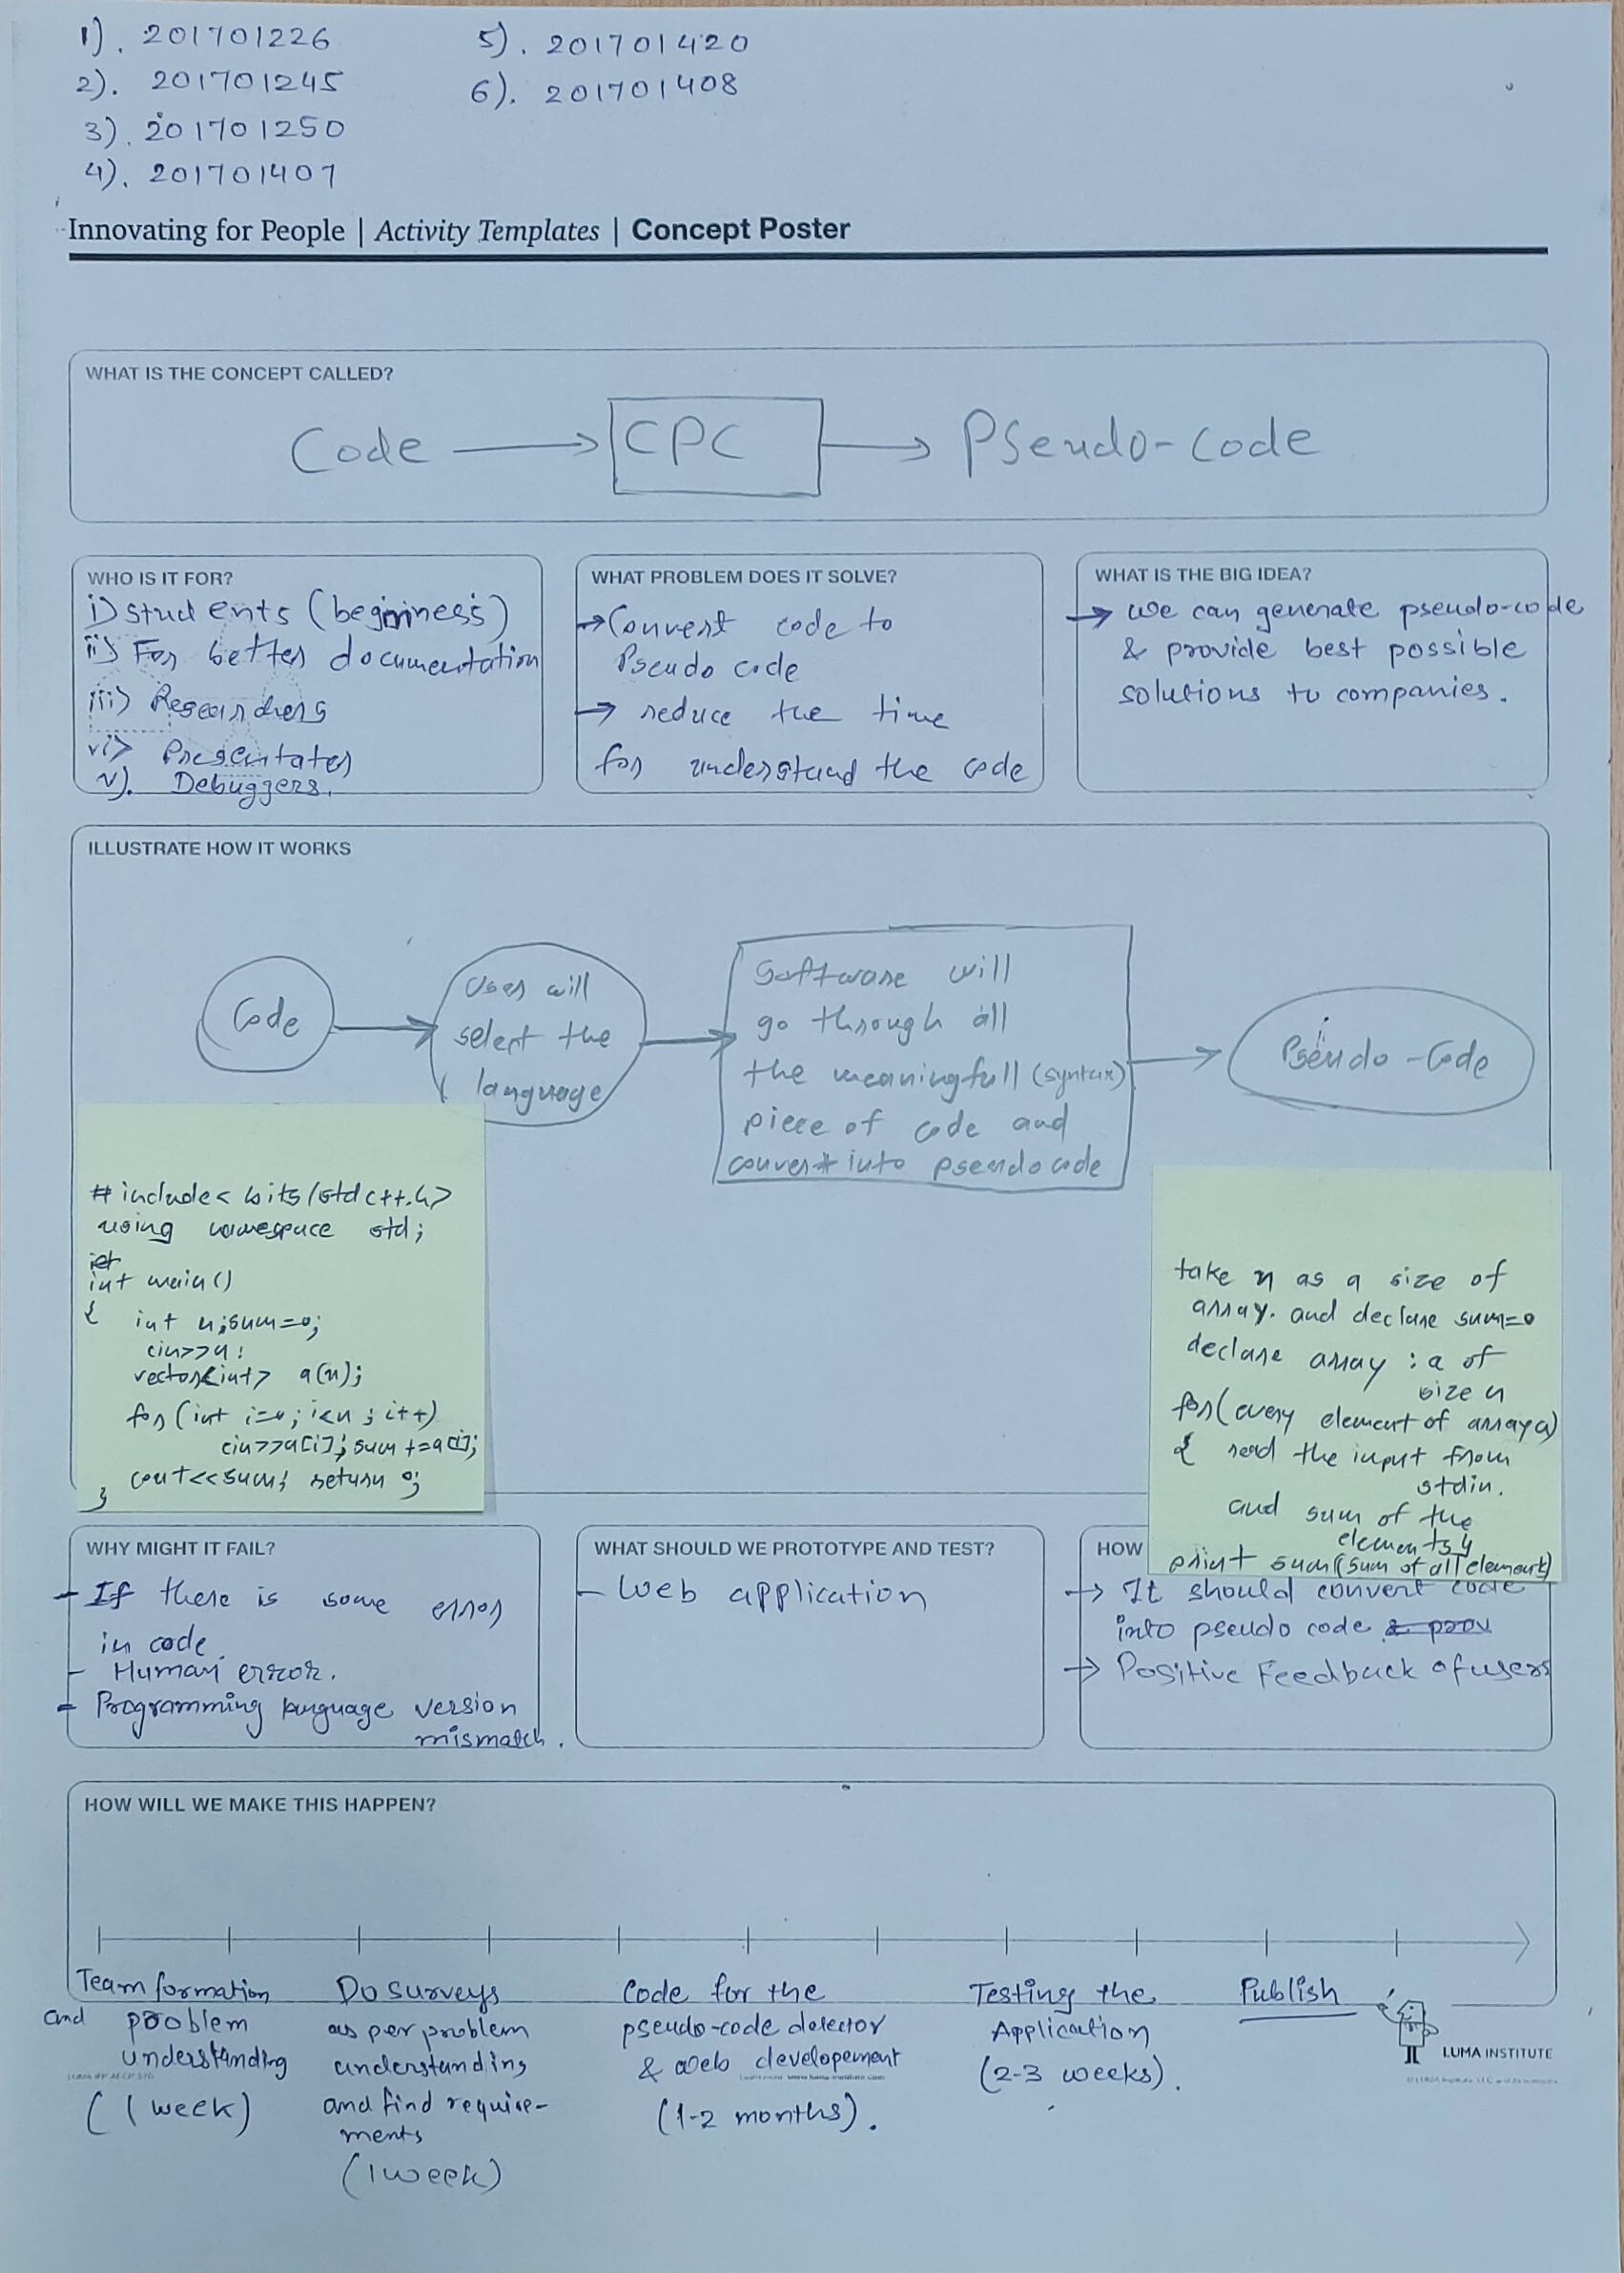 1). 201701226
2). 201701245
3). 201701250
4). 201701407
5). 201701420
6). 201701408
Innovating for People | Activity Templates | Concept Poster
WHAT IS THE CONCEPT CALLED?
Code → CPC → Pseudo-code
WHO IS IT FOR?
i) students (beginners)
ii) For better documentation
iii) Researchers
vi) Presentater
v). Debuggers.
WHAT PROBLEM DOES IT SOLVE?
→ Convert code to
Pseudo code
→ reduce the time
for understand the code
WHAT IS THE BIG IDEA?
→ we can generate pseudo-code
& provide best possible
solutions to companies.
ILLUSTRATE HOW IT WORKS
Code
User will
select the
language
Software will
go through all
the meaningfull (syntax)
piece of code and
convert into pseudocode
Pseudo-Code
#include<bits/stdc++.h>
using namespace std;
int main()
{ int n; sum=0;
cin>>n;
vector<int> a(n);
for(int i=0; i<n; i++)
cin>>a[i]; sum+=a[i];
cout<<sum; return 0;
}
take n as a size of
array. and declare sum=0
declare array : a of
size n
for(every element of array a)
{ read the input from
stdin.
and sum of the
elements }
print sum (sum of all element)
WHY MIGHT IT FAIL?
- If there is some error
in code.
- Human error.
- Programming language version
mismatch.
WHAT SHOULD WE PROTOTYPE AND TEST?
- Web application
HOW
→ It should convert code
into pseudo code & prov
→ Positive Feedback of users
HOW WILL WE MAKE THIS HAPPEN?
Team formation
and problem
understanding
(1 week)
Do surveys
as per problem
understanding
and find require-
ments
(1 week)
Code for the
pseudo-code detector
& web developement
(1-2 months).
Testing the
Application
(2-3 weeks).
Publish
LUMA INSTITUTE